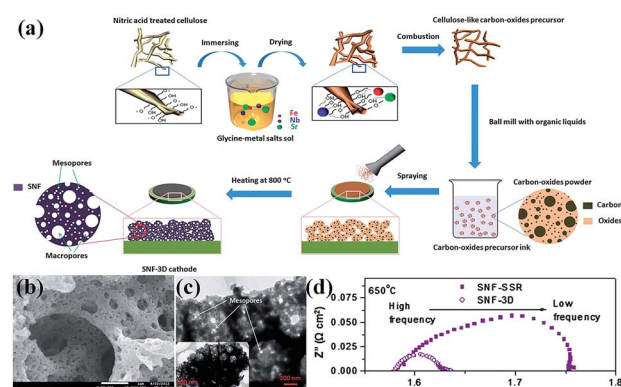 (a)
Nitric acid treated cellulose
Immersing
Drying
Combustion
Cellulose-like carbon-oxides precursor
Fe
Nb
Sr
Glycine-metal salts sol
Ball mill with organic liquids
Mesopores
SNF
Macropores
Heating at 800 °C
Spraying
Carbon-oxides powder
Carbon
Oxides
Carbon-oxides precursor ink
SNF-3D cathode
(b)
(c)
Mesopores
200 nm
(d)
650°C
SNF-SSR
SNF-3D
High frequency
Low frequency
Z'' (Ω cm²)
0.075
0.050
0.025
0.000
1.6
1.7
1.8